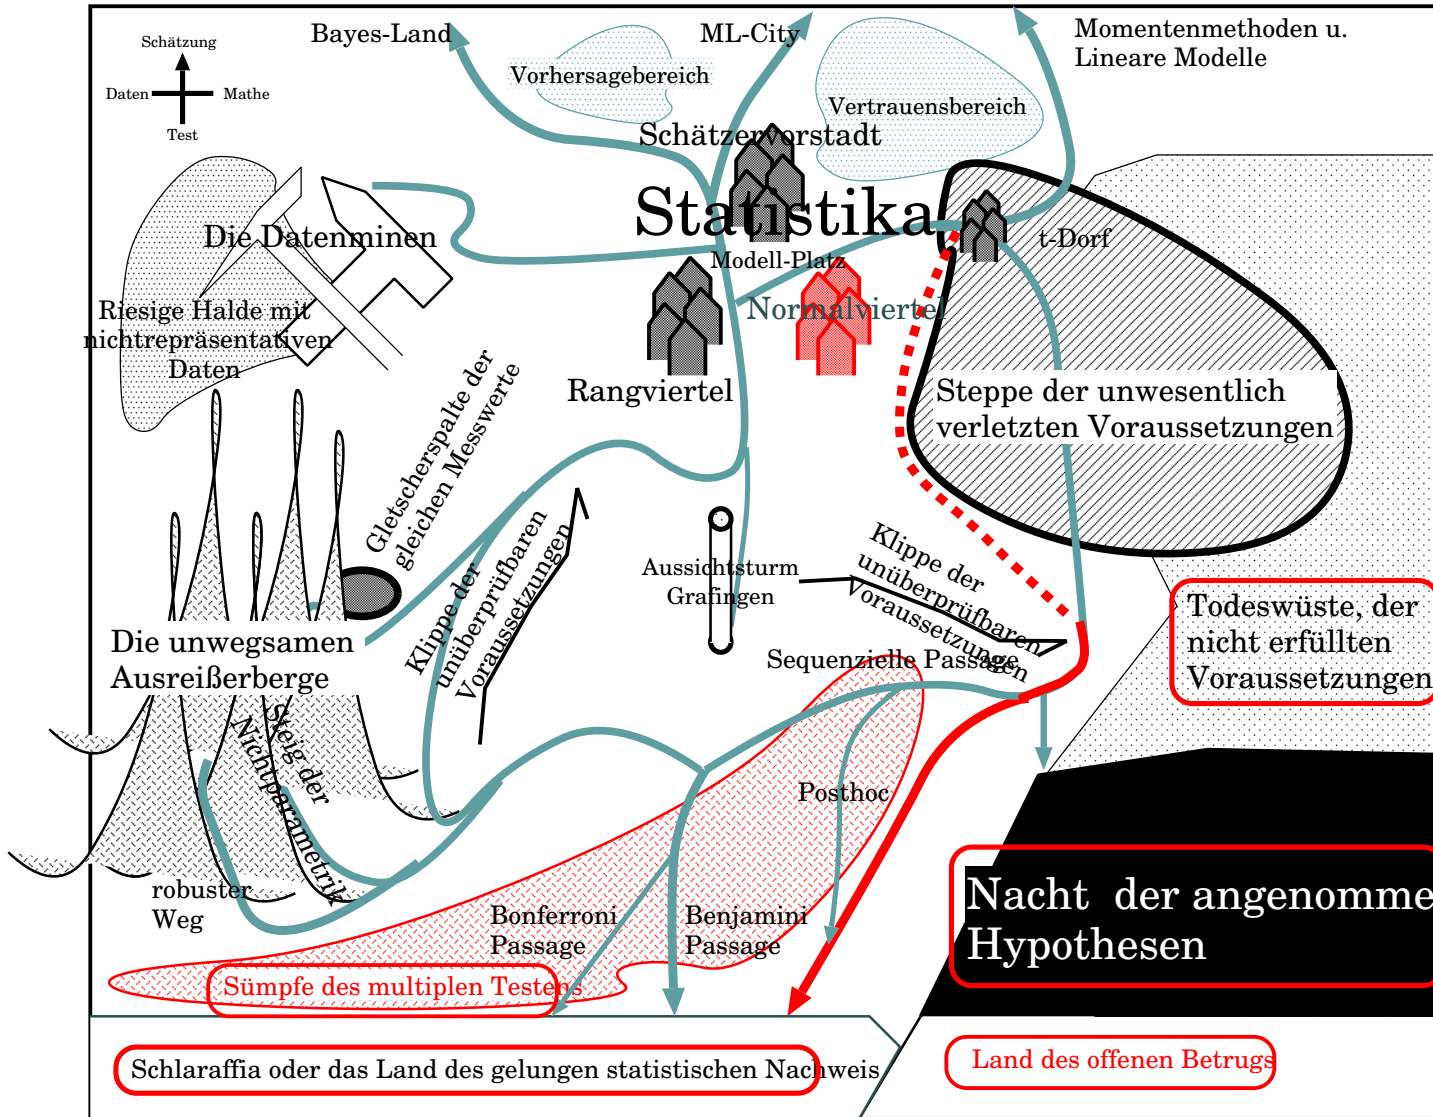 Bayes-Land
ML-City
Momentenmethoden u.
Lineare Modelle
Schätzung
Daten
Mathe
Test
Vorhersagebereich
Vertrauensbereich
Schätzervorstadt
Statistika
Die Datenminen
t-Dorf
Modell-Platz
Normalviertel
Riesige Halde mit
nichtrepräsentativen
Daten
Rangviertel
Steppe der unwesentlich
verletzten Voraussetzungen
Gletscherspalte der
gleichen Messwerte
Klippe der
unüberprüfbaren
Voraussetzungen
Aussichtsturm
Grafingen
Klippe der
unüberprüfbaren
Voraussetzungen
Todeswüste, der
nicht erfüllten
Voraussetzungen
Die unwegsamen
Ausreißerberge
Sequenzielle Passage
Steig der
Nichtparametrik
Posthoc
robuster
Weg
Bonferroni
Passage
Benjamini
Passage
Nacht der angenomme
Hypothesen
Sümpfe des multiplen Testens
Schlaraffia oder das Land des gelungen statistischen Nachweis
Land des offenen Betrugs